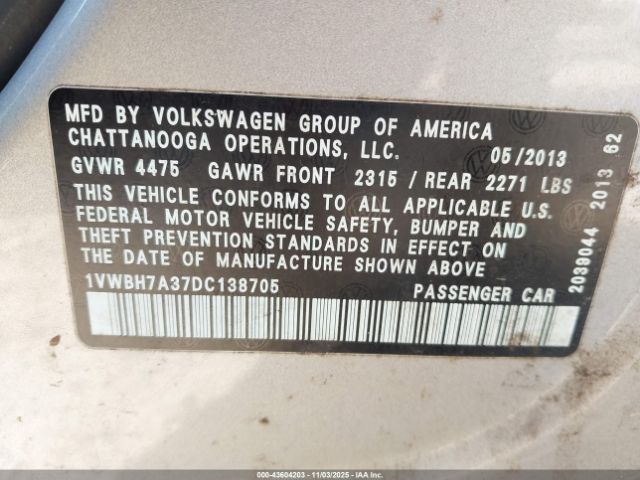 MFD BY VOLKSWAGEN GROUP OF AMERICA
CHATTANOOGA OPERATIONS, LLC. 05/2013
GVWR 4475 GAWR FRONT 2315 / REAR 2271 LBS
THIS VEHICLE CONFORMS TO ALL APPLICABLE U.S.
FEDERAL MOTOR VEHICLE SAFETY, BUMPER AND
THEFT PREVENTION STANDARDS IN EFFECT ON
THE DATE OF MANUFACTURE SHOWN ABOVE
1VWBH7A37DC138705 PASSENGER CAR
2039044 2013 62
000-43604203 - 11/03/2025 - IAAI.COM